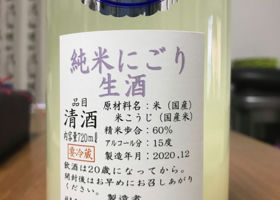 純米にごり
生酒
品目
清酒
内容量720ml
要冷蔵
原材料名：米（国産）
米こうじ（国産米）
精米歩合：60％
アルコール分：15度
製造年月：2020.12
飲酒は20歳になってから。
開封後はお早めにお召しあがり
ください。
製造者